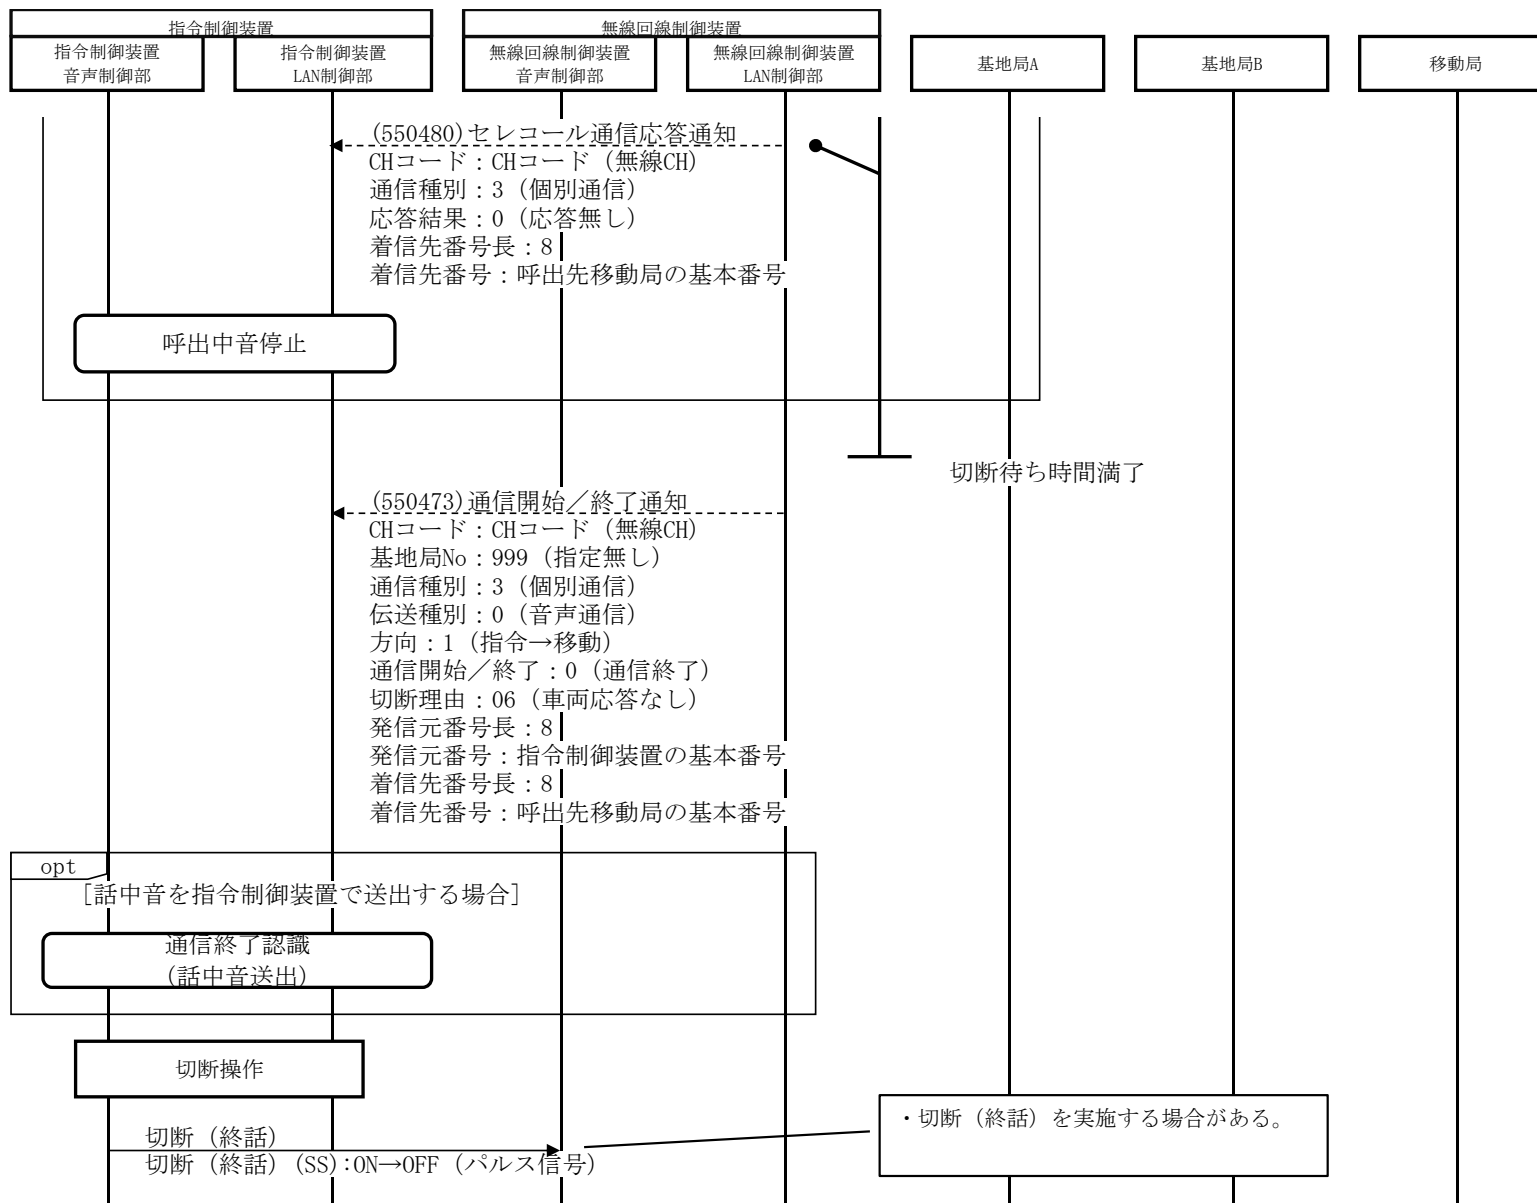 指令制御装置
無線回線制御装置
指令制御装置
音声制御部
指令制御装置
LAN制御部
無線回線制御装置
音声制御部
無線回線制御装置
LAN制御部
基地局A
基地局B
移動局
(550480)セレコール通信応答通知
CHコード：CHコード（無線CH）
通信種別：3（個別通信）
応答結果：0（応答無し）
着信先番号長：8
着信先番号：呼出先移動局の基本番号
呼出中音停止
切断待ち時間満了
(550473)通信開始／終了通知
CHコード：CHコード（無線CH）
基地局No：999（指定無し）
通信種別：3（個別通信）
伝送種別：0（音声通信）
方向：1（指令→移動）
通信開始／終了：0（通信終了）
切断理由：06（車両応答なし）
発信元番号長：8
発信元番号：指令制御装置の基本番号
着信先番号長：8
着信先番号：呼出先移動局の基本番号
opt
［話中音を指令制御装置で送出する場合］
通信終了認識
（話中音送出）
切断操作
・切断（終話）を実施する場合がある。
切断（終話）
切断（終話）(SS):ON→OFF（パルス信号）